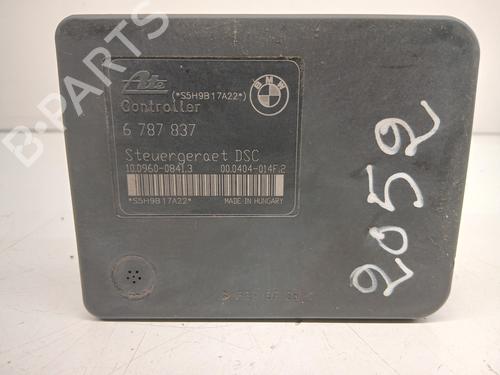 Ate (*S5H9B17A22*) BMW
Controller
6 787 837
Steuergeraet DSC
10.0960-0841.3 00.0404-014F.2
*S5H9B17A22* MADE IN HUNGARY
2052
B-Parts